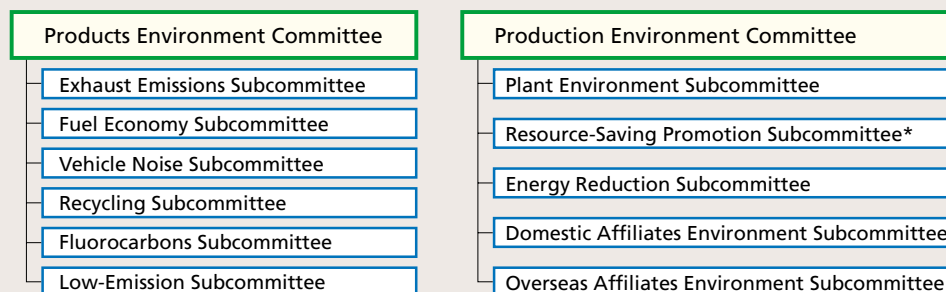 Products Environment Committee
Exhaust Emissions Subcommittee
Fuel Economy Subcommittee
Vehicle Noise Subcommittee
Recycling Subcommittee
Fluorocarbons Subcommittee
Low-Emission Subcommittee
Production Environment Committee
Plant Environment Subcommittee
Resource-Saving Promotion Subcommittee*
Energy Reduction Subcommittee
Domestic Affiliates Environment Subcommittee
Overseas Affiliates Environment Subcommittee